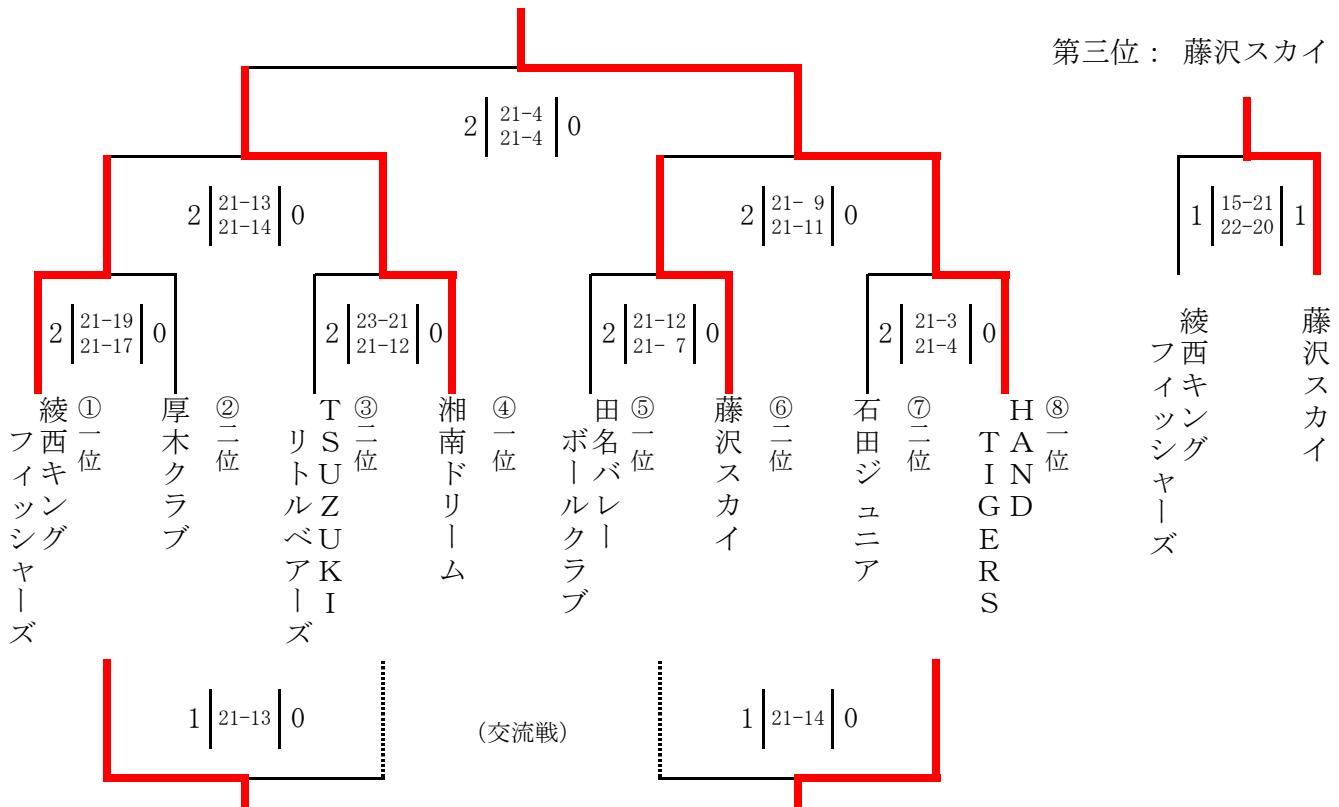 第三位： 藤沢スカイ
2 21-4 0
21-4
2 21-13 0
21-14
2 21- 9 0
21-11
1 15-21 1
22-20
2 21-19 0
21-17
2 23-21 0
21-12
2 21-12 0
21- 7
2 21-3 0
21-4
綾西キング
フィッシャーズ
藤沢スカイ
①一位
綾西キング
フィッシャーズ
②二位
厚木クラブ
③二位
TSUZUKI
リトルベアーズ
④一位
湘南ドリーム
⑤一位
田名バレー
ボールクラブ
⑥二位
藤沢スカイ
⑦二位
石田ジュニア
⑧一位
HAND
TIGERS
1 21-13 0
（交流戦）
1 21-14 0